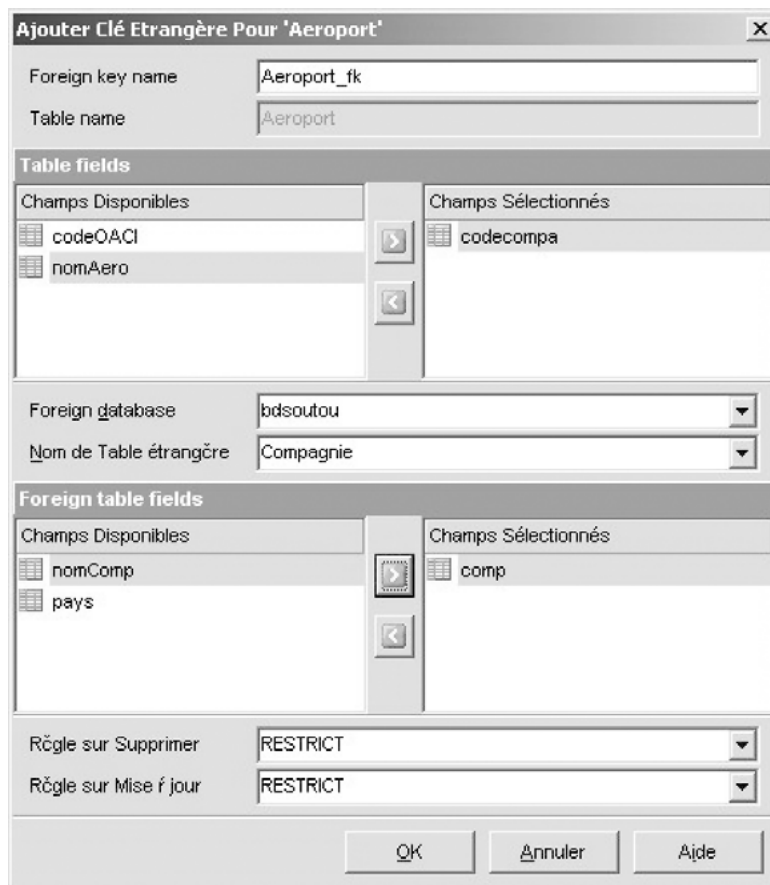 Ajouter Clé Etrangère Pour 'Aeroport'
Foreign key name Aeroport_fk
Table name Aeroport
Table fields
Champs Disponibles Champs Sélectionnés
codeOACI codecompa
nomAero
Foreign database bdsoutou
Nom de Table étrangčre Compagnie
Foreign table fields
Champs Disponibles Champs Sélectionnés
nomComp comp
pays
Rčgle sur Supprimer RESTRICT
Rčgle sur Mise ŕ jour RESTRICT
OK Annuler Aide